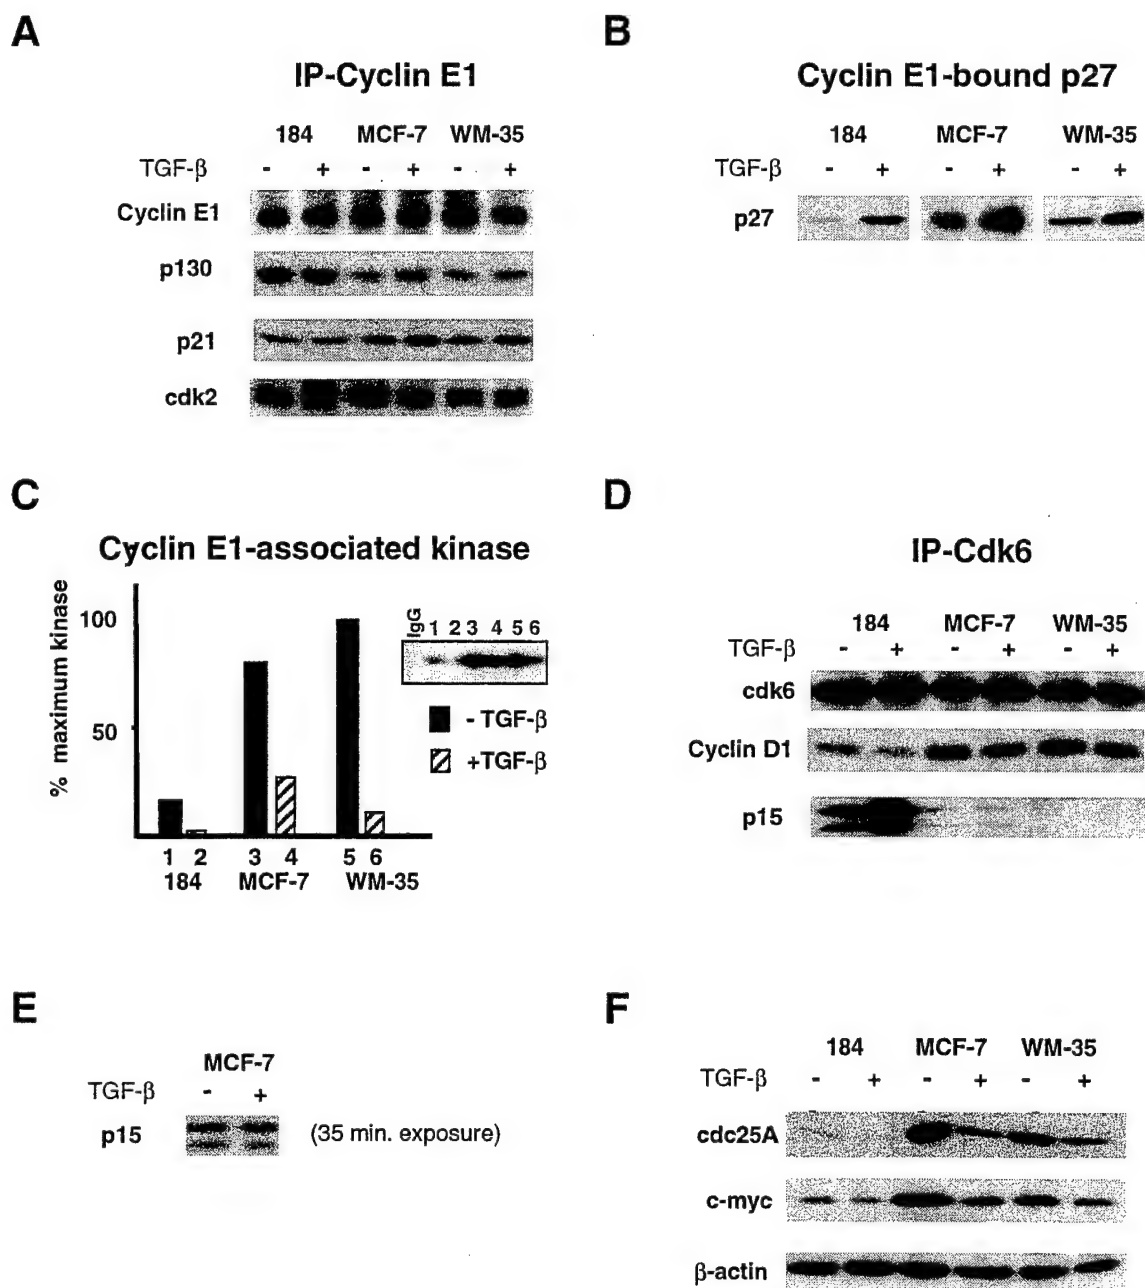 A
IP-Cyclin E1
184 MCF-7 WM-35
TGF-β - + - + - +
Cyclin E1
p130
p21
cdk2
B
Cyclin E1-bound p27
184 MCF-7 WM-35
TGF-β - + - + - +
p27
C
Cyclin E1-associated kinase
% maximum kinase
100
50
IgG 1 2 3 4 5 6
- TGF-β
+TGF-β
1 2 3 4 5 6
184 MCF-7 WM-35
D
IP-Cdk6
184 MCF-7 WM-35
TGF-β - + - + - +
cdk6
Cyclin D1
p15
E
MCF-7
TGF-β - +
p15 (35 min. exposure)
F
184 MCF-7 WM-35
TGF-β - + - + - +
cdc25A
c-myc
β-actin